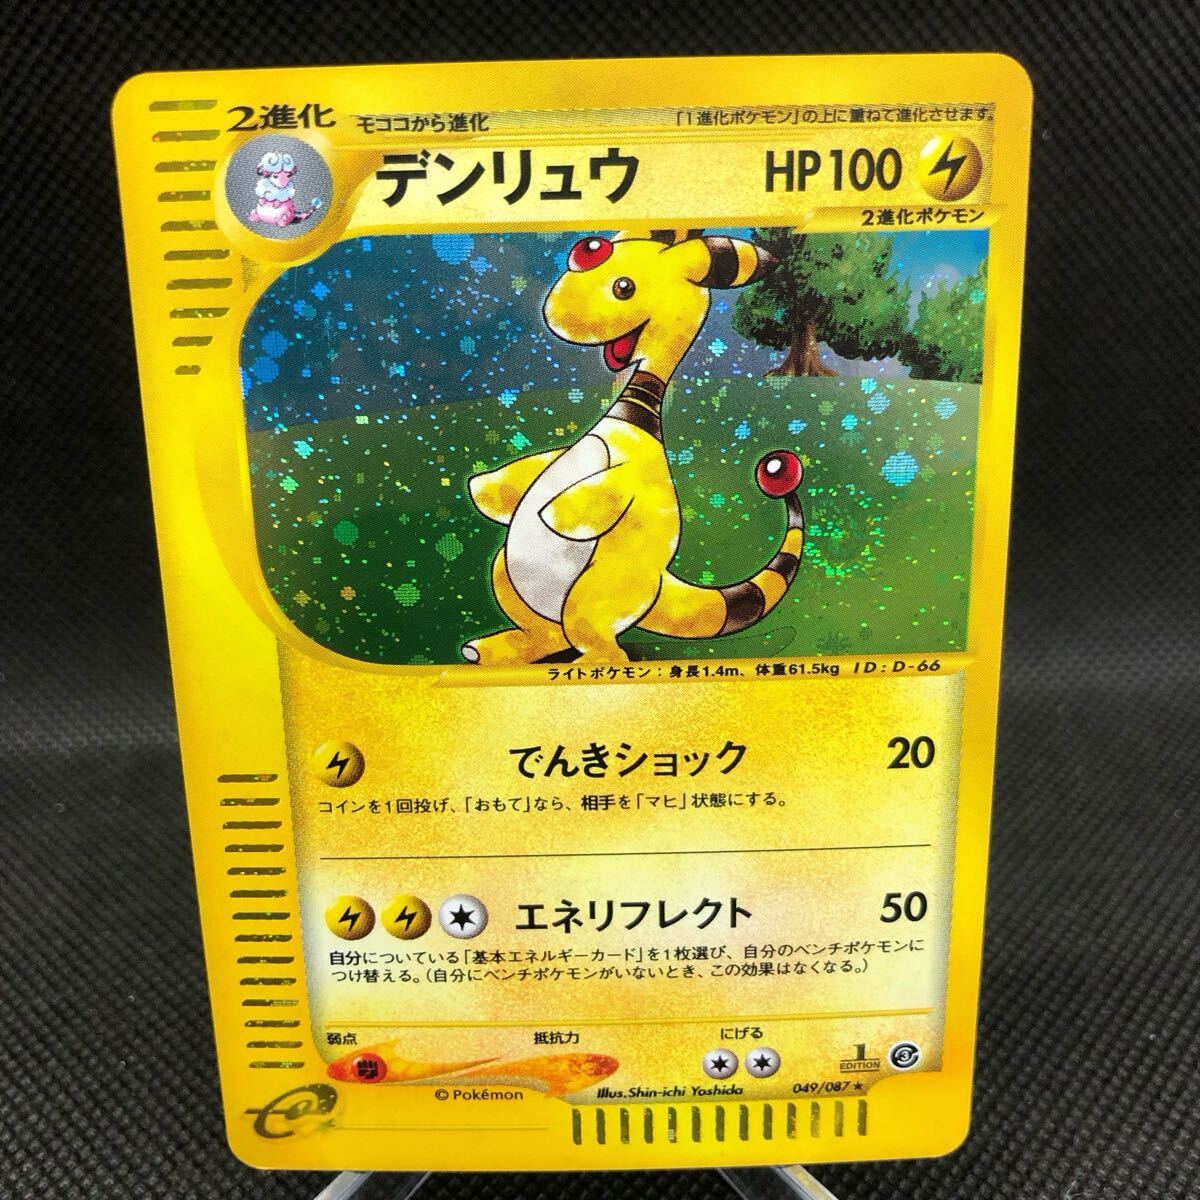 2進化
モココから進化
「1進化ポケモン」の上に重ねて進化させます。
デンリュウ
HP100
2進化ポケモン
ライトポケモン：身長1.4m、体重61.5kg ID:D-66
でんきショック 20
コインを1回投げ、「おもて」なら、相手を「マヒ」状態にする。
エネリフレクト 50
自分についている「基本エネルギーカード」を1枚選び、自分のベンチポケモンに
つけ替える。（自分にベンチポケモンがいないとき、この効果はなくなる。）
弱点 抵抗力 にげる
1
EDITION
3
© Pokémon Illus.Shin-ichi Yoshida 049/087 ★
e